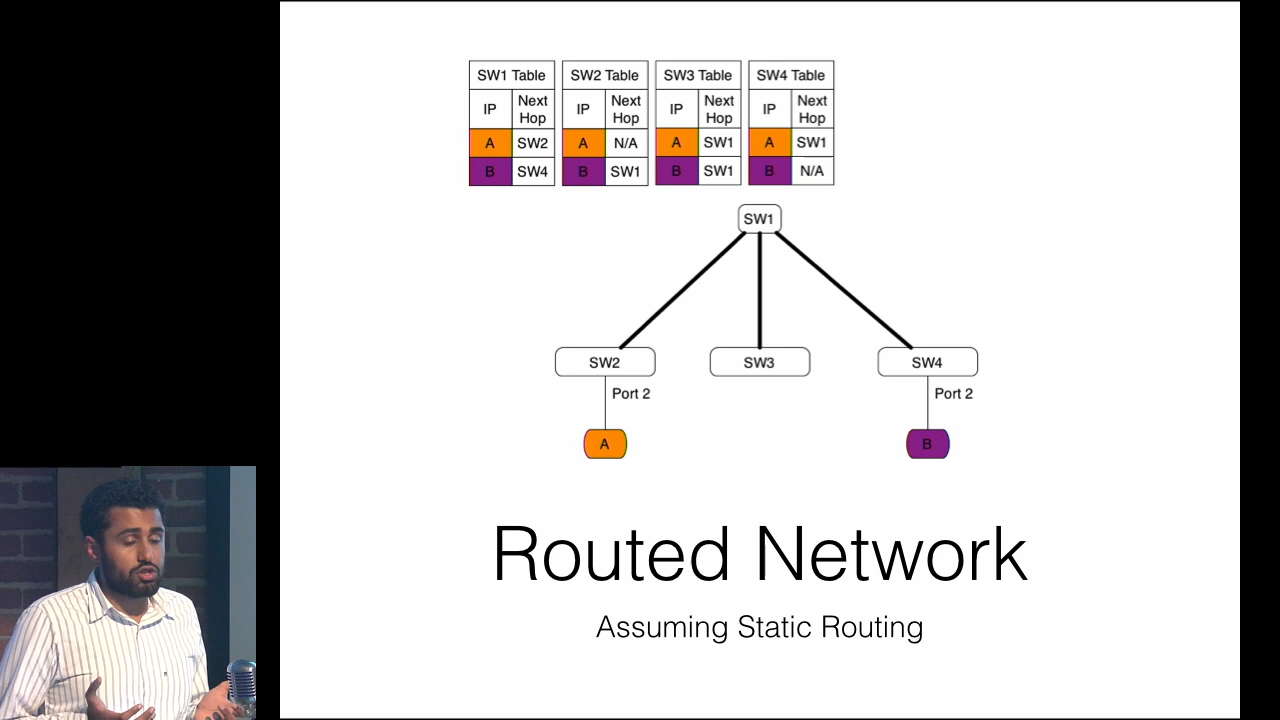 SW1 Table SW2 Table SW3 Table SW4 Table
IP Next Hop IP Next Hop IP Next Hop IP Next Hop
A SW2 A N/A A SW1 A SW1
B SW4 B SW1 B SW1 B N/A
SW1
SW2 SW3 SW4
Port 2 Port 2
A B
Routed Network
Assuming Static Routing